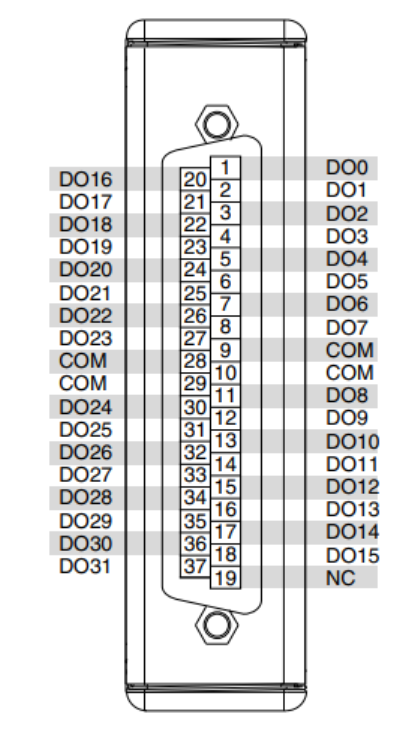 1 DO0
DO16 20
2 DO1
DO17 21
3 DO2
DO18 22
4 DO3
DO19 23
5 DO4
DO20 24
6 DO5
DO21 25
7 DO6
DO22 26
8 DO7
DO23 27
9 COM
COM 28
10 COM
COM 29
11 DO8
DO24 30
12 DO9
DO25 31
13 DO10
DO26 32
14 DO11
DO27 33
15 DO12
DO28 34
16 DO13
DO29 35
17 DO14
DO30 36
18 DO15
DO31 37
19 NC